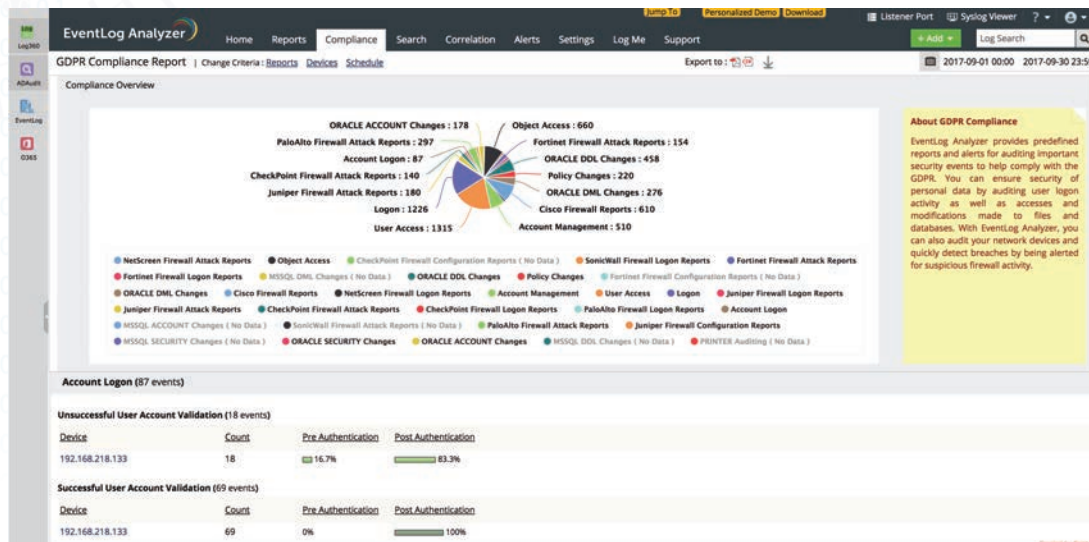 Jump To Personalized Demo Download
Listener Port Syslog Viewer ?
Log360
ADAudit
EventLog
O365
EventLog Analyzer
Home Reports Compliance Search Correlation Alerts Settings Log Me Support
+ Add Log Search
GDPR Compliance Report | Change Criteria : Reports Devices Schedule
Export to :
2017-09-01 00:00 2017-09-30 23:59
Compliance Overview
ORACLE ACCOUNT Changes : 178
PaloAlto Firewall Attack Reports : 297
Account Logon : 87
CheckPoint Firewall Attack Reports : 140
Juniper Firewall Attack Reports : 180
Logon : 1226
User Access : 1315
Object Access : 660
Fortinet Firewall Attack Reports : 154
ORACLE DDL Changes : 458
Policy Changes : 220
ORACLE DML Changes : 276
Cisco Firewall Reports : 610
Account Management : 510
NetScreen Firewall Attack Reports Object Access CheckPoint Firewall Configuration Reports ( No Data ) SonicWall Firewall Logon Reports Fortinet Firewall Attack Reports
Fortinet Firewall Logon Reports MSSQL DML Changes ( No Data ) ORACLE DDL Changes Policy Changes Fortinet Firewall Configuration Reports ( No Data )
ORACLE DML Changes Cisco Firewall Reports NetScreen Firewall Logon Reports Account Management User Access Logon Juniper Firewall Logon Reports
Juniper Firewall Attack Reports CheckPoint Firewall Attack Reports CheckPoint Firewall Logon Reports PaloAlto Firewall Logon Reports Account Logon
MSSQL ACCOUNT Changes ( No Data ) SonicWall Firewall Attack Reports ( No Data ) PaloAlto Firewall Attack Reports Juniper Firewall Configuration Reports
MSSQL SECURITY Changes ( No Data ) ORACLE SECURITY Changes ORACLE ACCOUNT Changes MSSQL DDL Changes ( No Data ) PRINTER Auditing ( No Data )
About GDPR Compliance
EventLog Analyzer provides predefined
reports and alerts for auditing important
security events to help comply with the
GDPR. You can ensure security of
personal data by auditing user logon
activity as well as accesses and
modifications made to files and
databases. With EventLog Analyzer, you
can also audit your network devices and
quickly detect breaches by being alerted
for suspicious firewall activity.
Account Logon (87 events)
Unsuccessful User Account Validation (18 events)
Device Count Pre Authentication Post Authentication
192.168.218.133 18 16.7% 83.3%
Successful User Account Validation (69 events)
Device Count Pre Authentication Post Authentication
192.168.218.133 69 0% 100%